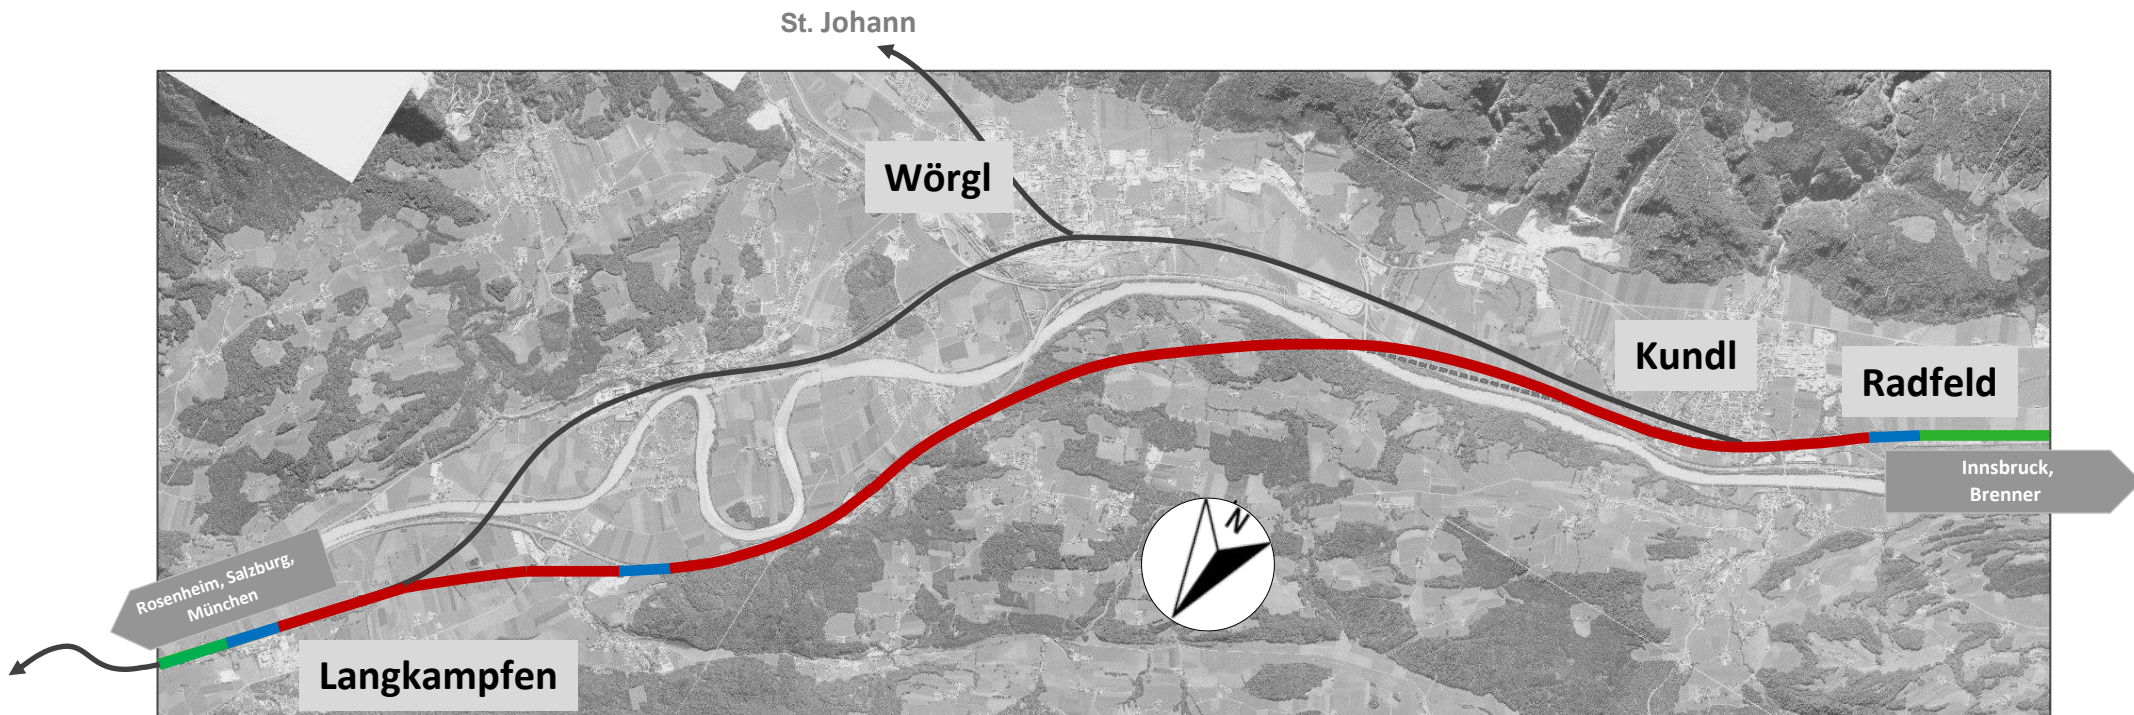 St. Johann
Wörgl
Kundl
Radfeld
Innsbruck,
Brenner
N
Rosenheim, Salzburg,
München
Langkampfen